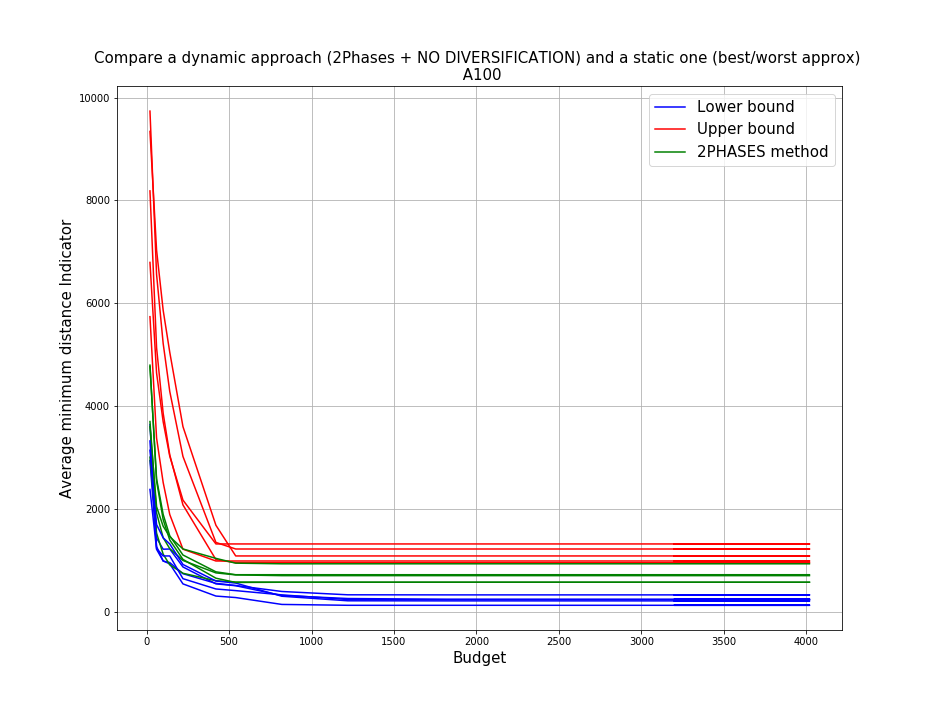 Compare a dynamic approach (2Phases + NO DIVERSIFICATION) and a static one (best/worst approx)
A100
Lower bound
Upper bound
2PHASES method
Average minimum distance Indicator
10000
8000
6000
4000
2000
0
0 500 1000 1500 2000 2500 3000 3500 4000
Budget